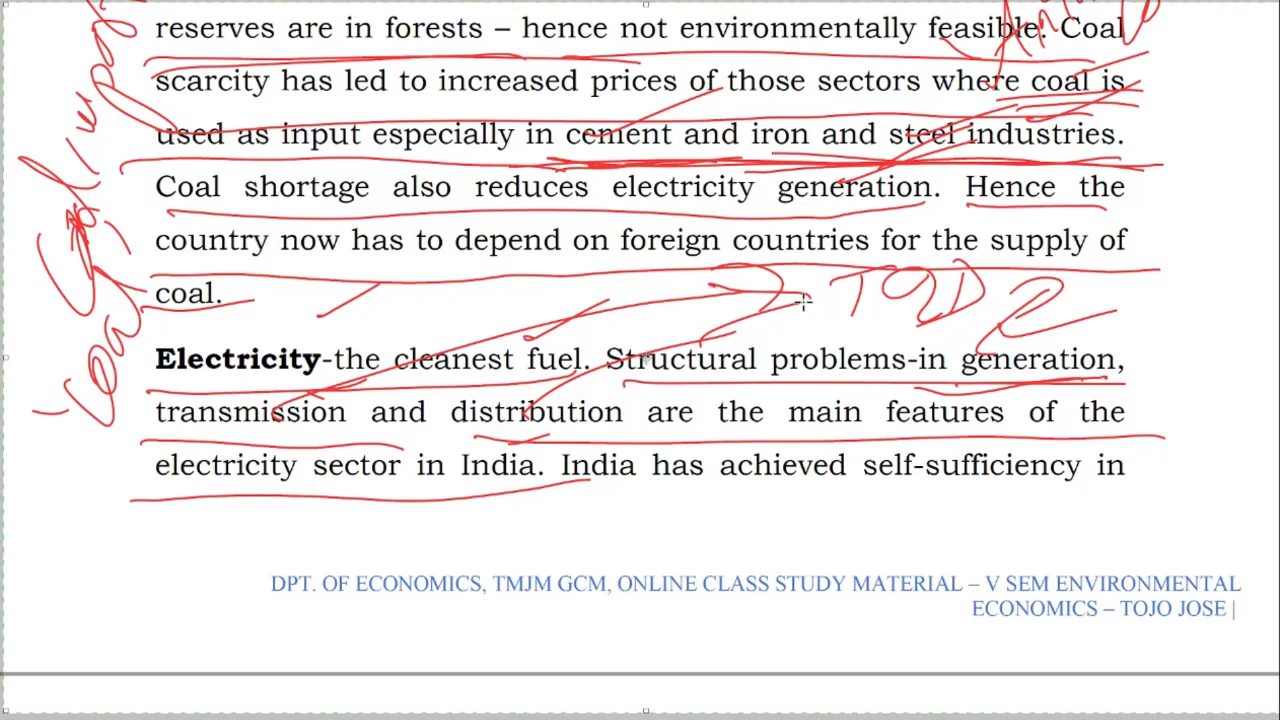 reserves are in forests – hence not environmentally feasible. Coal
scarcity has led to increased prices of those sectors where coal is
used as input especially in cement and iron and steel industries.
Coal shortage also reduces electricity generation. Hence the
country now has to depend on foreign countries for the supply of
coal.
Electricity-the cleanest fuel. Structural problems-in generation,
transmission and distribution are the main features of the
electricity sector in India. India has achieved self-sufficiency in
DPT. OF ECONOMICS, TMJM GCM, ONLINE CLASS STUDY MATERIAL – V SEM ENVIRONMENTAL
ECONOMICS – TOJO JOSE |